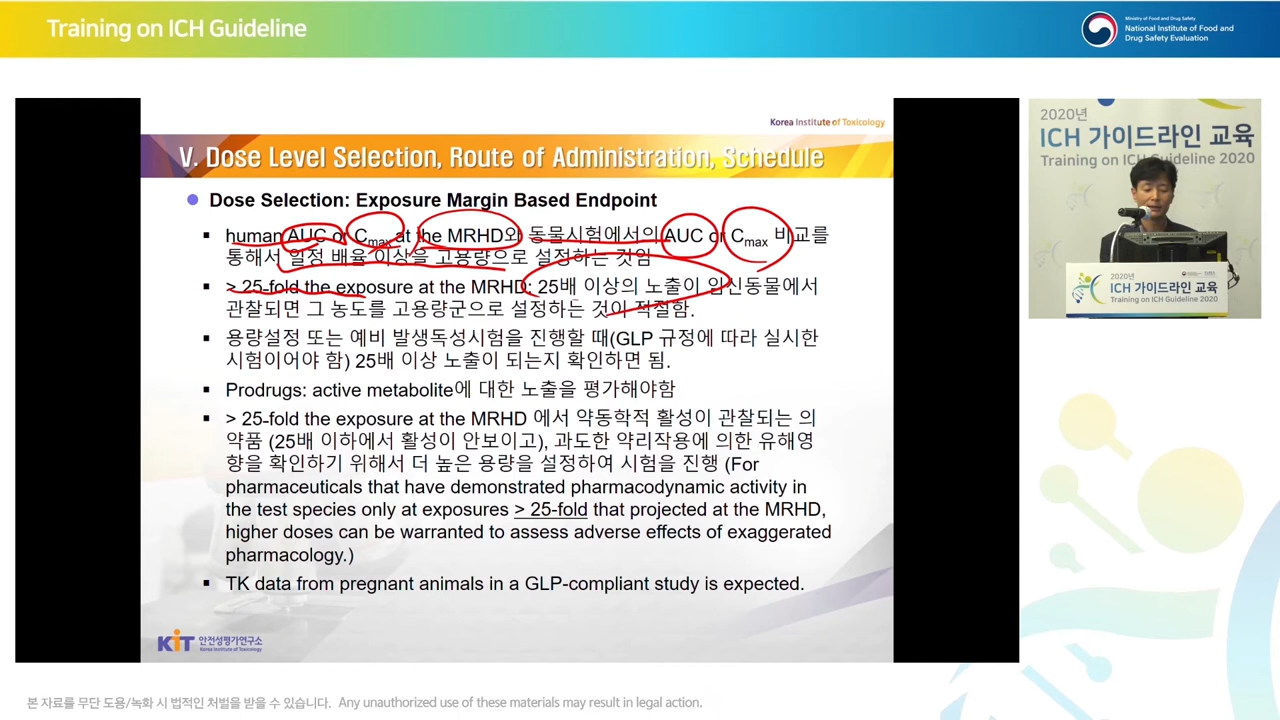 Training on ICH Guideline
Ministry of Food and Drug Safety
National Institute of Food and
Drug Safety Evaluation
Korea Institute of Toxicology
V. Dose Level Selection, Route of Administration, Schedule
Dose Selection: Exposure Margin Based Endpoint
human AUC or Cmax at the MRHD와 동물시험에서의 AUC or Cmax 비교를
통해서 일정 배율 이상을 고용량으로 설정하는 것임
> 25-fold the exposure at the MRHD: 25배 이상의 노출이 임신동물에서
관찰되면 그 농도를 고용량군으로 설정하는 것이 적절함.
용량설정 또는 예비 발생독성시험을 진행할 때(GLP 규정에 따라 실시한
시험이어야 함) 25배 이상 노출이 되는지 확인하면 됨.
Prodrugs: active metabolite에 대한 노출을 평가해야함
> 25-fold the exposure at the MRHD 에서 약동학적 활성이 관찰되는 의
약품 (25배 이하에서 활성이 안보이고), 과도한 약리작용에 의한 유해영
향을 확인하기 위해서 더 높은 용량을 설정하여 시험을 진행 (For
pharmaceuticals that have demonstrated pharmacodynamic activity in
the test species only at exposures > 25-fold that projected at the MRHD,
higher doses can be warranted to assess adverse effects of exaggerated
pharmacology.)
TK data from pregnant animals in a GLP-compliant study is expected.
KIT 안전성평가연구소
Korea Institute of Toxicology
2020년
ICH 가이드라인 교육
Training on ICH Guideline 2020
2020년
ICH 가이드라인 교육
Training on ICH Guideline 2020
본 자료를 무단 도용/녹화 시 법적인 처벌을 받을 수 있습니다. Any unauthorized use of these materials may result in legal action.